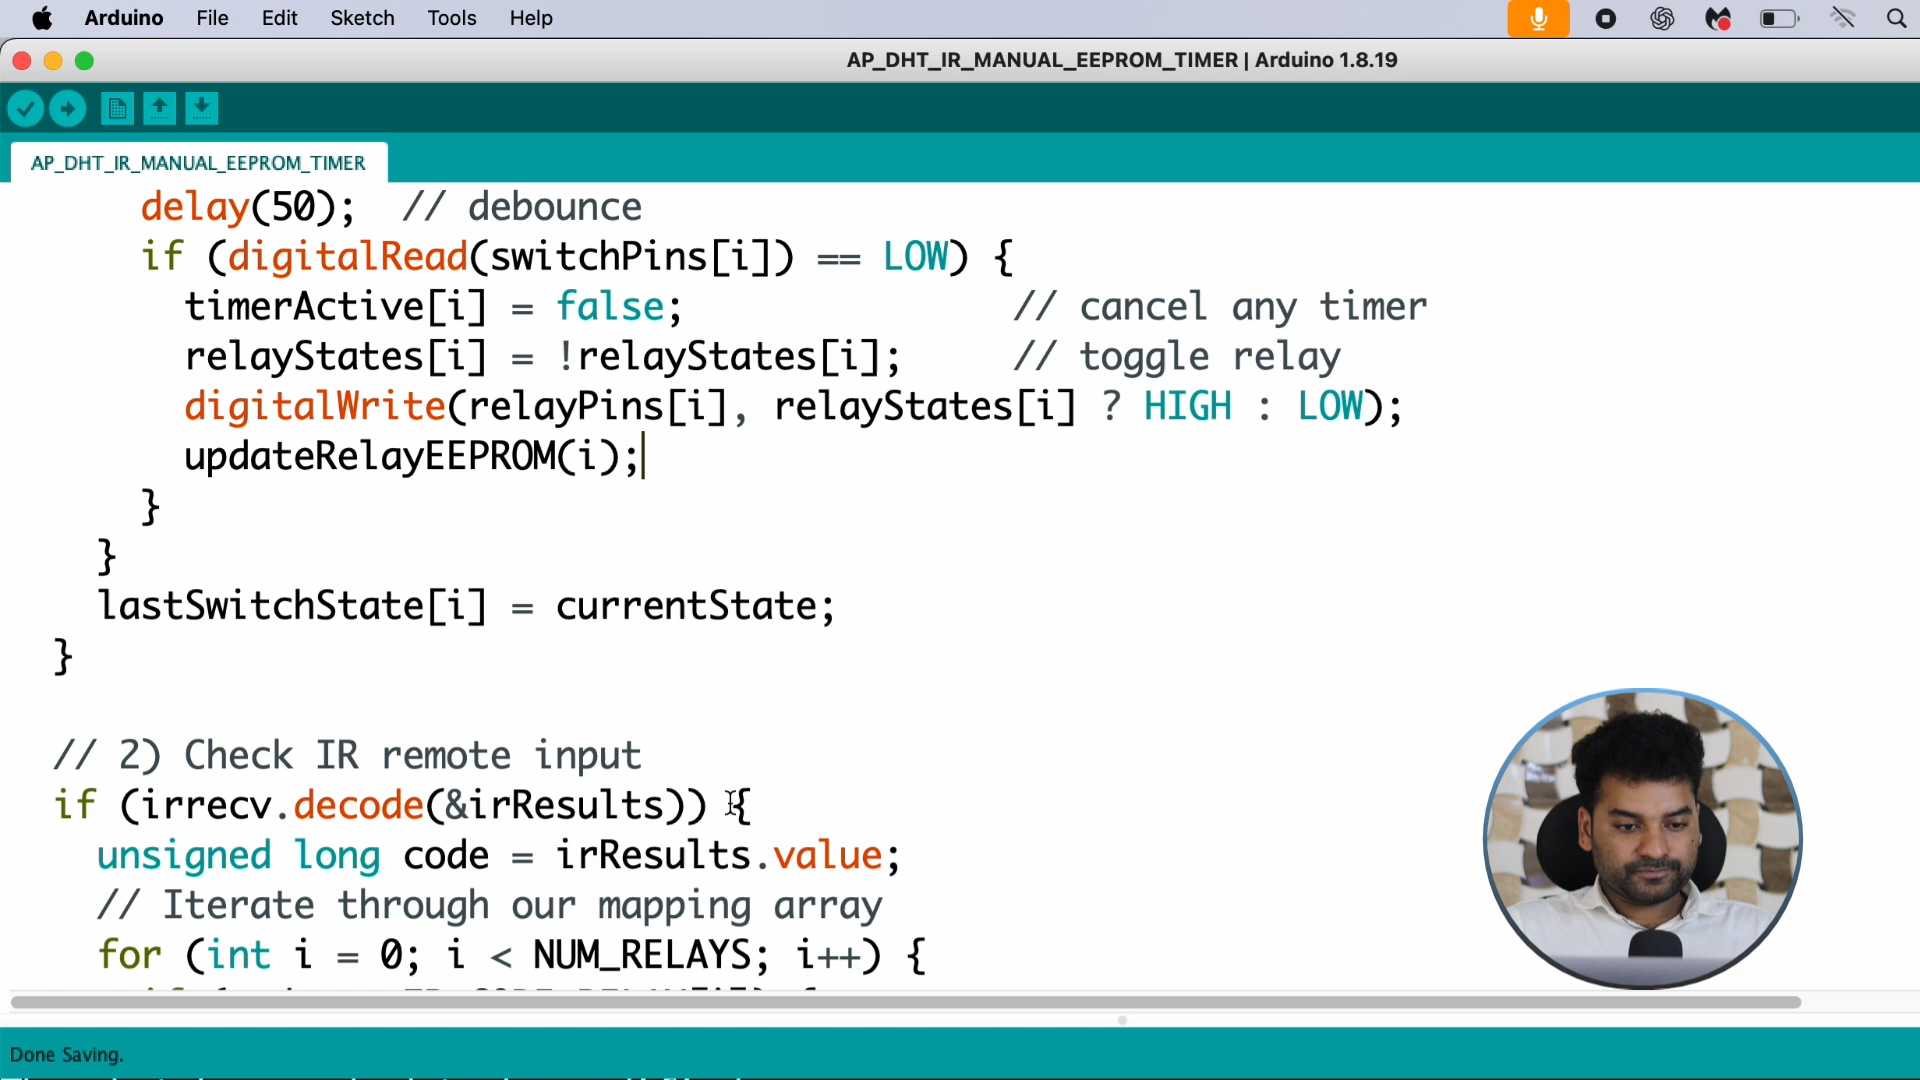 Arduino File Edit Sketch Tools Help
AP_DHT_IR_MANUAL_EEPROM_TIMER | Arduino 1.8.19
AP_DHT_IR_MANUAL_EEPROM_TIMER
delay(50);  // debounce
if (digitalRead(switchPins[i]) == LOW) {
timerActive[i] = false;               // cancel any timer
relayStates[i] = !relayStates[i];     // toggle relay
digitalWrite(relayPins[i], relayStates[i] ? HIGH : LOW);
updateRelayEEPROM(i);
}
}
lastSwitchState[i] = currentState;
}
// 2) Check IR remote input
if (irrecv.decode(&irResults)) {
unsigned long code = irResults.value;
// Iterate through our mapping array
for (int i = 0; i < NUM_RELAYS; i++) {
Done Saving.